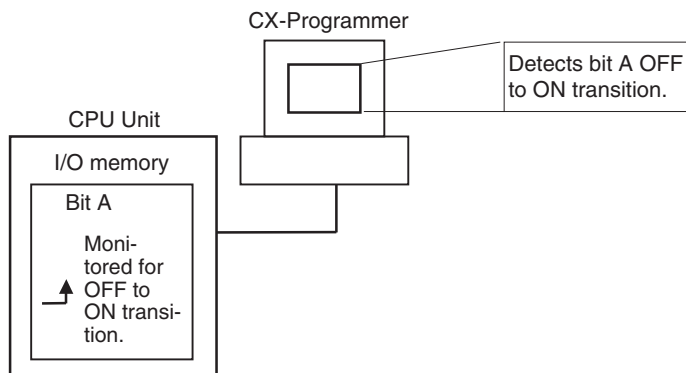 CX-Programmer
Detects bit A OFF
to ON transition.
CPU Unit
I/O memory
Bit A
Moni-
tored for
OFF to
ON transi-
tion.